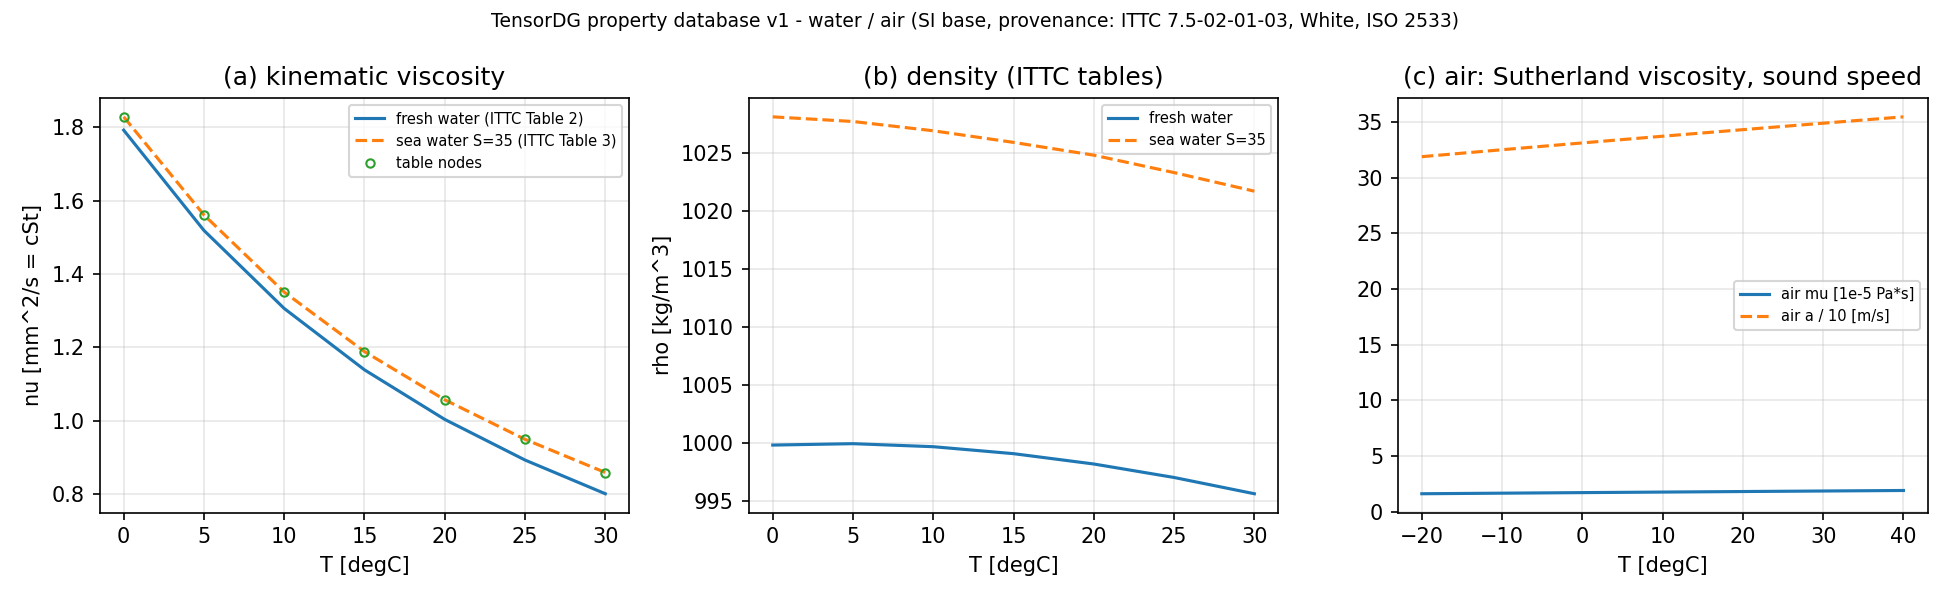 TensorDG property database v1 - water / air (SI base, provenance: ITTC 7.5-02-01-03, White, ISO 2533)
(a) kinematic viscosity
nu [mm^2/s = cSt]
1.8
1.6
1.4
1.2
1.0
0.8
fresh water (ITTC Table 2)
sea water S=35 (ITTC Table 3)
table nodes
0 5 10 15 20 25 30
T [degC]
(b) density (ITTC tables)
rho [kg/m^3]
1025
1020
1015
1010
1005
1000
995
fresh water
sea water S=35
0 5 10 15 20 25 30
T [degC]
(c) air: Sutherland viscosity, sound speed
35
30
25
20
15
10
5
0
air mu [1e-5 Pa*s]
air a / 10 [m/s]
−20 −10 0 10 20 30 40
T [degC]